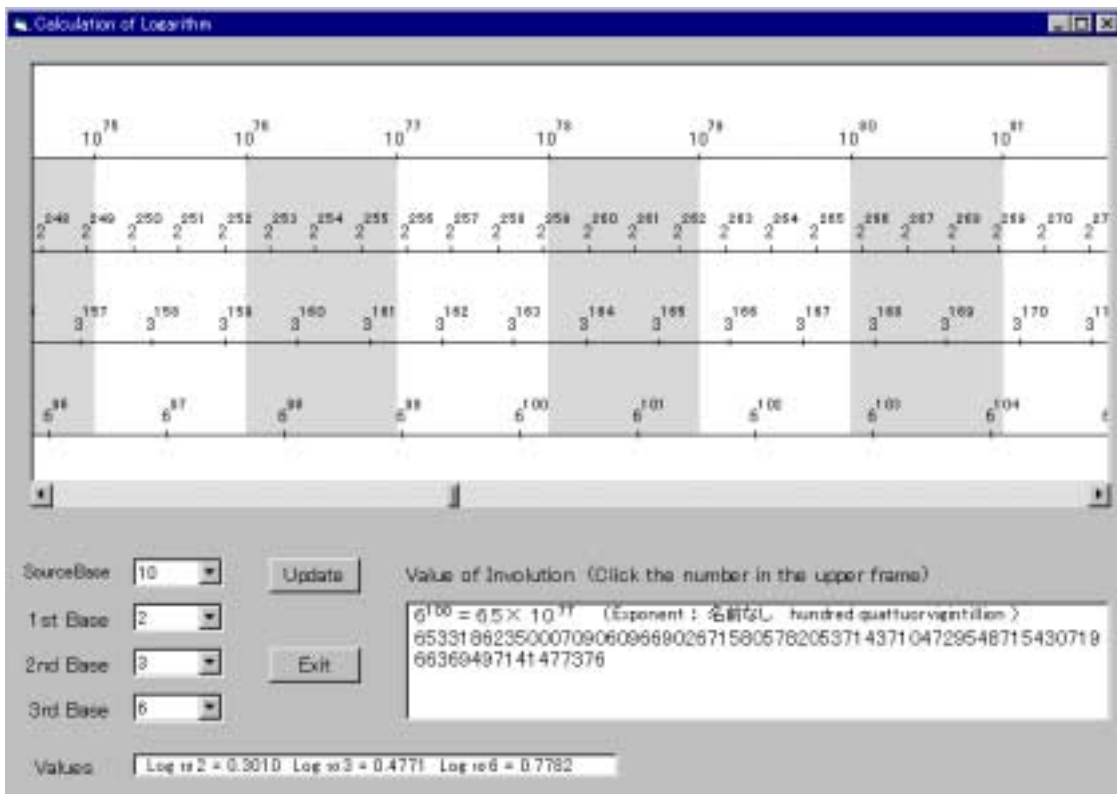 Calculation of Logarithm
10^75 10^76 10^77 10^78 10^79 10^80 10^81
2^248 2^249 2^250 2^251 2^252 2^253 2^254 2^255 2^256 2^257 2^258 2^259 2^260 2^261 2^262 2^263 2^264 2^265 2^266 2^267 2^268 2^269 2^270 2^27
3^157 3^158 3^159 3^160 3^161 3^162 3^163 3^164 3^165 3^166 3^167 3^168 3^169 3^170
6^96 6^97 6^98 6^99 6^100 6^101 6^102 6^103 6^104
SourceBase 10 Update
1st Base 2
2nd Base 3 Exit
3rd Base 6
Value of Involution (Click the number in the upper frame)
6^100 = 6.5× 10^77 (Exponent : 名前なし hundred quattuorvigintillion )
6533186235000709060966902671580578205371437104729548715430719
66369497141477376
Values Log 10 2 = 0.3010 Log 10 3 = 0.4771 Log 10 6 = 0.7782